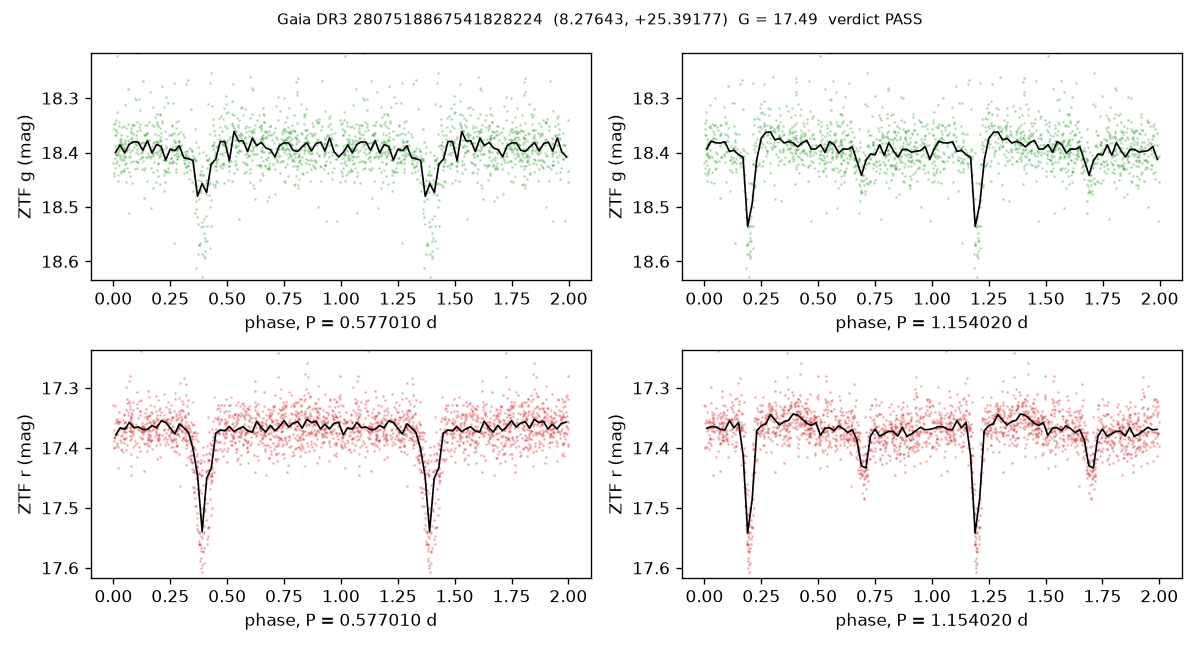 Gaia DR3 2807518867541828224 (8.27643, +25.39177) G = 17.49 verdict PASS
ZTF g (mag)
18.3
18.4
18.5
18.6
0.00 0.25 0.50 0.75 1.00 1.25 1.50 1.75 2.00
phase, P = 0.577010 d
ZTF g (mag)
18.3
18.4
18.5
18.6
0.00 0.25 0.50 0.75 1.00 1.25 1.50 1.75 2.00
phase, P = 1.154020 d
ZTF r (mag)
17.3
17.4
17.5
17.6
0.00 0.25 0.50 0.75 1.00 1.25 1.50 1.75 2.00
phase, P = 0.577010 d
ZTF r (mag)
17.3
17.4
17.5
17.6
0.00 0.25 0.50 0.75 1.00 1.25 1.50 1.75 2.00
phase, P = 1.154020 d